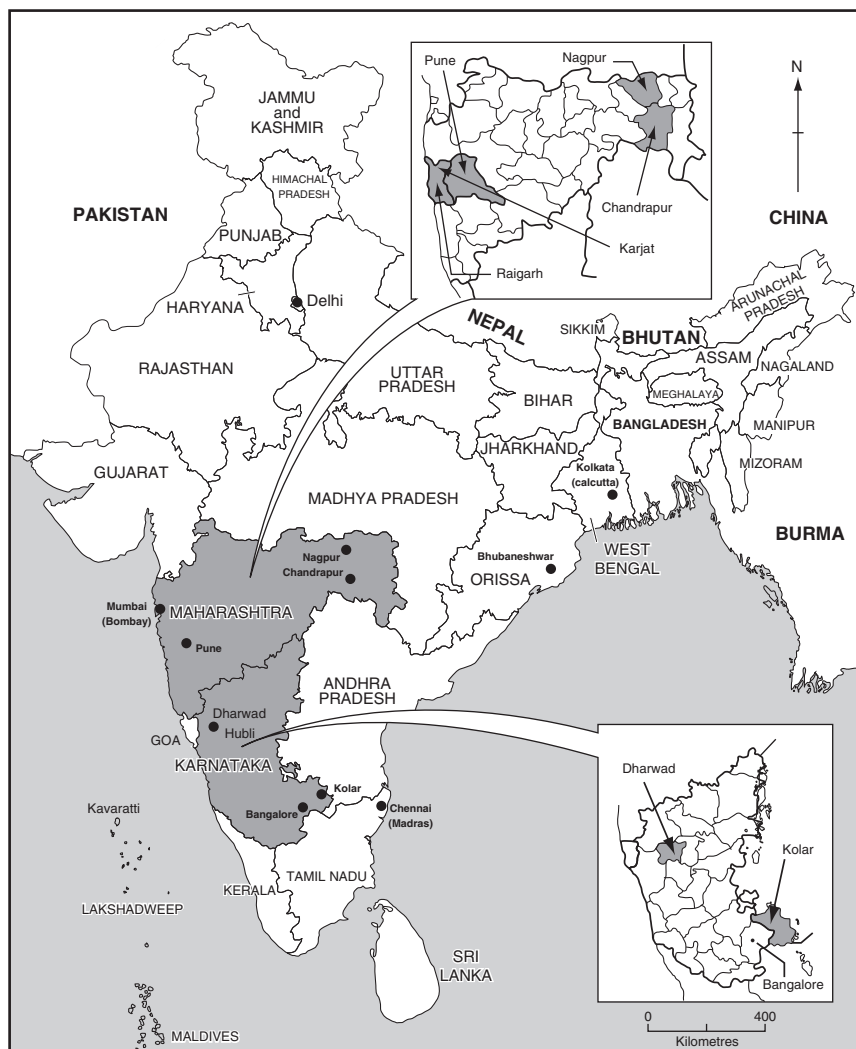 Pune
Nagpur
Chandrapur
Karjat
Raigarh
N
JAMMU
and
KASHMIR
HIMACHAL
PRADESH
PAKISTAN
PUNJAB
CHINA
HARYANA
Delhi
ARUNACHAL
PRADESH
NEPAL
SIKKIM
BHUTAN
ASSAM
NAGALAND
RAJASTHAN
UTTAR
PRADESH
BIHAR
MEGHALAYA
BANGLADESH
MANIPUR
JHARKHAND
MIZORAM
GUJARAT
Kolkata
(calcutta)
MADHYA PRADESH
BURMA
WEST
BENGAL
Nagpur
Chandrapur
Bhubaneshwar
ORISSA
Mumbai
(Bombay)
MAHARASHTRA
Pune
ANDHRA
PRADESH
Dharwad
Hubli
GOA
KARNATAKA
Kolar
Bangalore
Chennai
(Madras)
Kavaratti
TAMIL NADU
KERALA
LAKSHADWEEP
SRI
LANKA
MALDIVES
Dharwad
Kolar
Bangalore
0 400
Kilometres